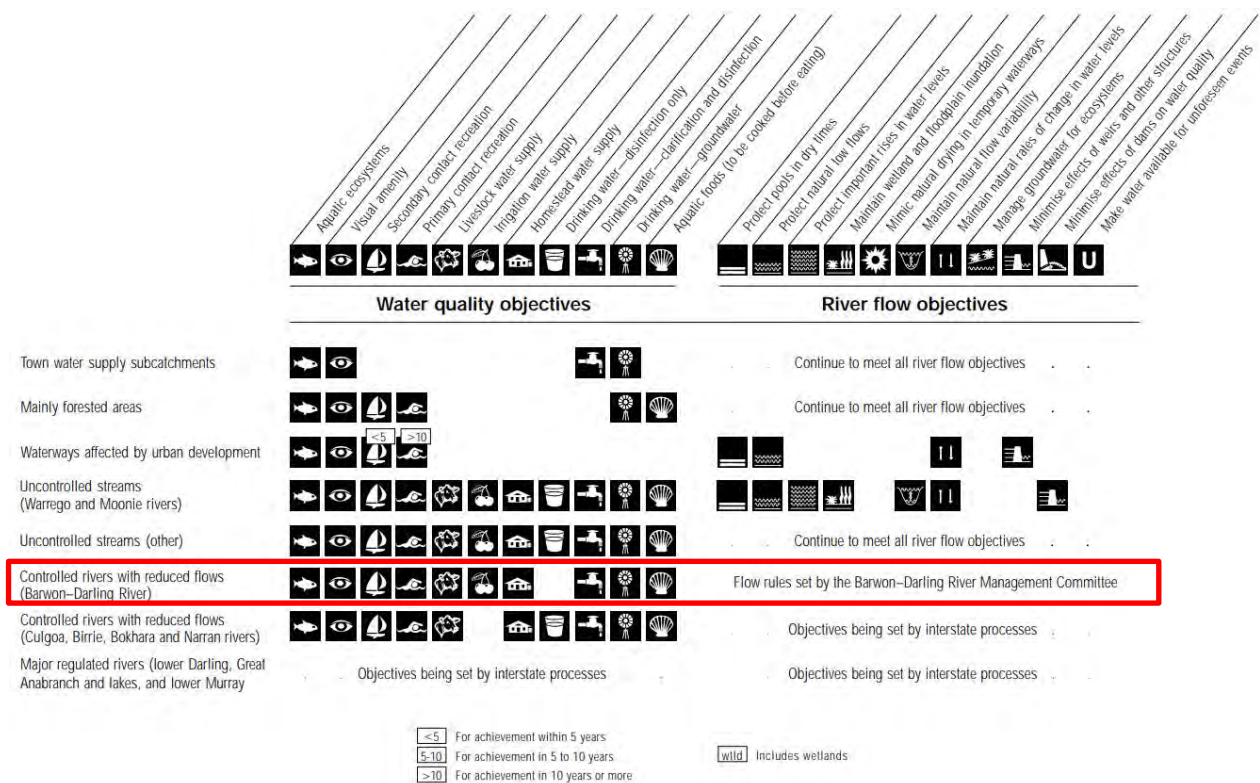 Aquatic ecosystems
Visual amenity
Secondary contact recreation
Primary contact recreation
Livestock water supply
Irrigation water supply
Homestead water supply
Drinking water—disinfection only
Drinking water—clarification and disinfection
Drinking water—groundwater
Aquatic foods (to be cooked before eating)
Protect pools in dry times
Protect natural low flows
Protect important rises in water levels
Maintain wetland and floodplain inundation
Mimic natural drying in temporary waterways
Maintain natural flow variability
Maintain natural rates of change in water levels
Manage groundwater for ecosystems
Minimise effects of weirs and other structures
Minimise effects of dams on water quality
Make water available for unforeseen events
U
Water quality objectives
River flow objectives
Town water supply subcatchments
Continue to meet all river flow objectives . .
Mainly forested areas
Continue to meet all river flow objectives . .
<5 >10
Waterways affected by urban development
Uncontrolled streams
(Warrego and Moonie rivers)
Uncontrolled streams (other)
Continue to meet all river flow objectives . .
Controlled rivers with reduced flows
(Barwon–Darling River)
Flow rules set by the Barwon–Darling River Management Committee
Controlled rivers with reduced flows
(Culgoa, Birrie, Bokhara and Narran rivers)
Objectives being set by interstate processes .
Major regulated rivers (lower Darling, Great
Anabranch and lakes, and lower Murray
. . Objectives being set by interstate processes .
. . Objectives being set by interstate processes .
<5 For achievement within 5 years
5-10 For achievement in 5 to 10 years
>10 For achievement in 10 years or more
wtld Includes wetlands